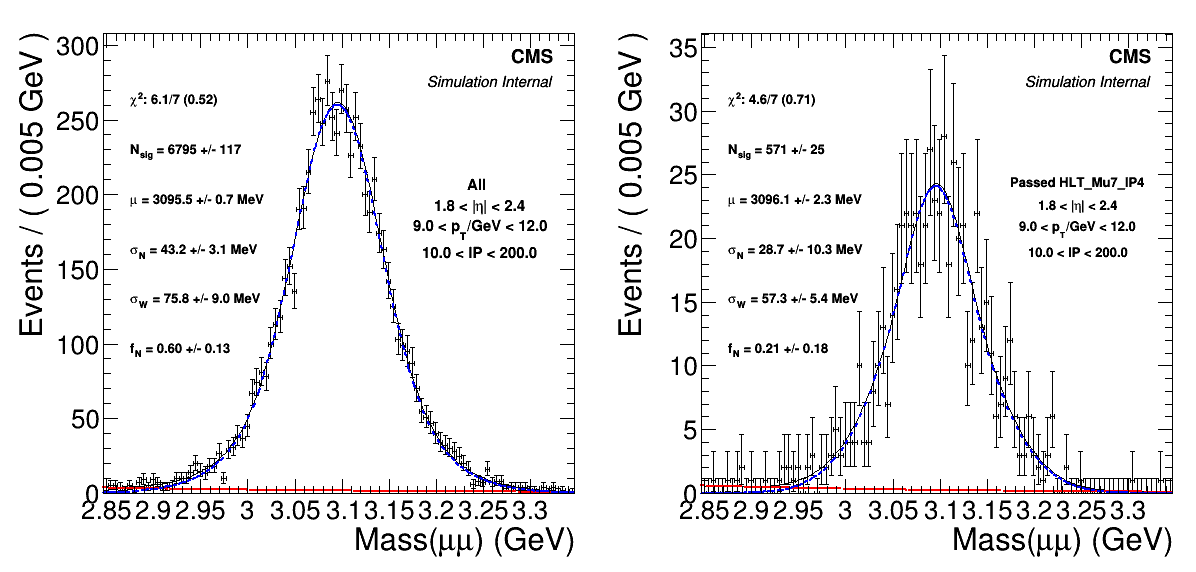 CMS
Simulation Internal
χ²: 6.1/7 (0.52)
N_sig = 6795 +/- 117
μ = 3095.5 +/- 0.7 MeV
σ_N = 43.2 +/- 3.1 MeV
σ_W = 75.8 +/- 9.0 MeV
f_N = 0.60 +/- 0.13
All
1.8 < |η| < 2.4
9.0 < p_T/GeV < 12.0
10.0 < IP < 200.0
Events / ( 0.005 GeV )
300
250
200
150
100
50
0
2.85 2.9 2.95 3 3.05 3.1 3.15 3.2 3.25 3.3
Mass(μμ) (GeV)
CMS
Simulation Internal
χ²: 4.6/7 (0.71)
N_sig = 571 +/- 25
μ = 3096.1 +/- 2.3 MeV
σ_N = 28.7 +/- 10.3 MeV
σ_W = 57.3 +/- 5.4 MeV
f_N = 0.21 +/- 0.18
Passed HLT_Mu7_IP4
1.8 < |η| < 2.4
9.0 < p_T/GeV < 12.0
10.0 < IP < 200.0
Events / ( 0.005 GeV )
35
30
25
20
15
10
5
0
2.85 2.9 2.95 3 3.05 3.1 3.15 3.2 3.25 3.3
Mass(μμ) (GeV)